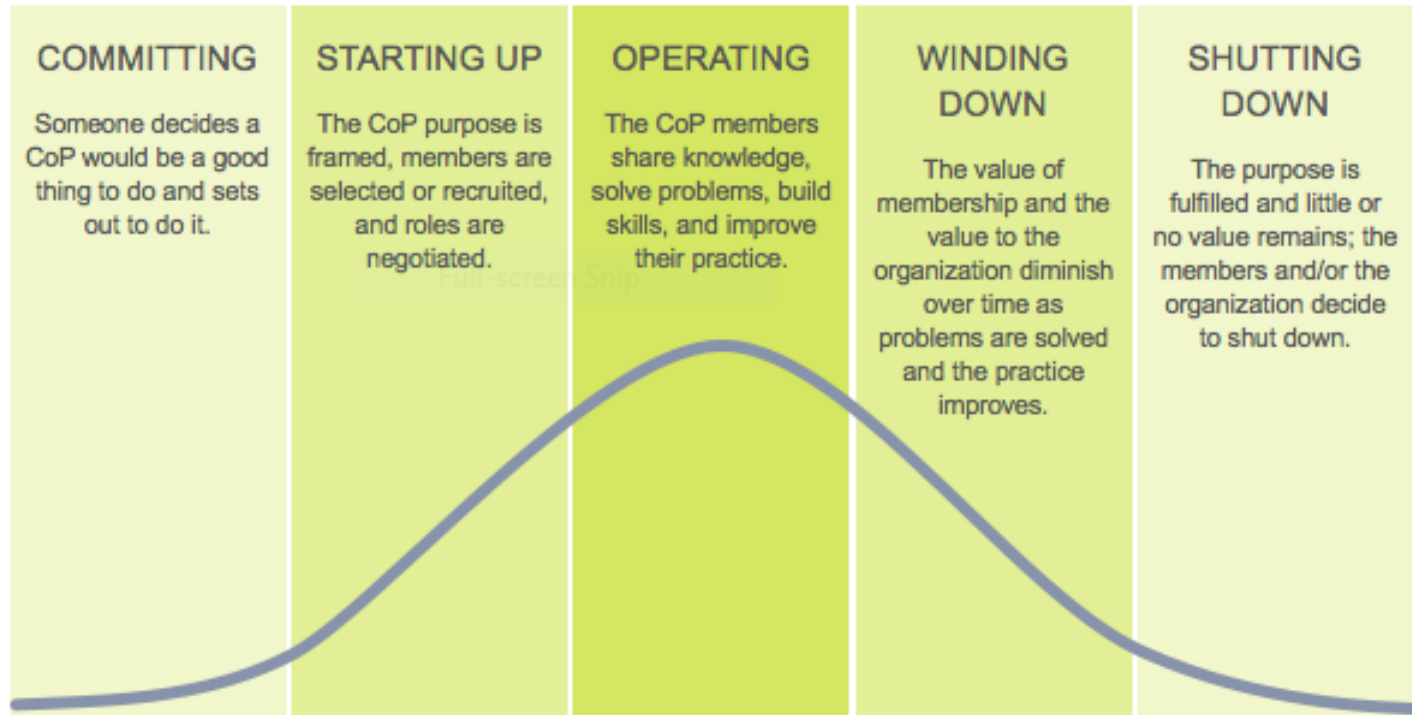 COMMITTING
Someone decides a
CoP would be a good
thing to do and sets
out to do it.
STARTING UP
The CoP purpose is
framed, members are
selected or recruited,
and roles are
negotiated.
OPERATING
The CoP members
share knowledge,
solve problems, build
skills, and improve
their practice.
WINDING
DOWN
The value of
membership and the
value to the
organization diminish
over time as
problems are solved
and the practice
improves.
SHUTTING
DOWN
The purpose is
fulfilled and little or
no value remains; the
members and/or the
organization decide
to shut down.
Full-screen Snip